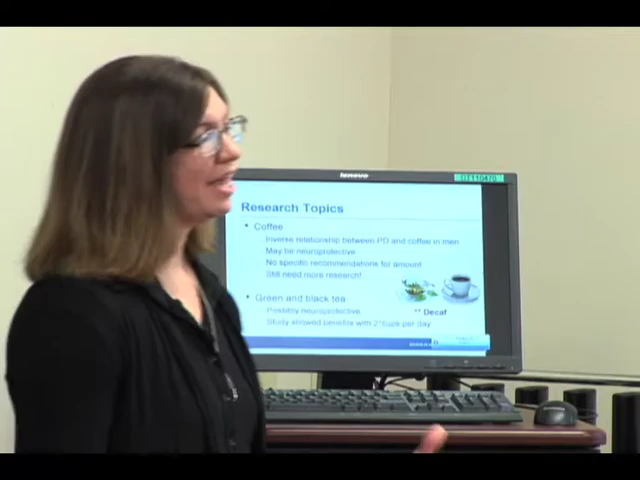 lenovo
OT110470
Research Topics
• Coffee
Inverse relationship between PD and coffee in men
May be neuroprotective
No specific recommendations for amount
Still need more research!
• Green and black tea
Possibly neuroprotective
** Decaf
Study showed benefits with 2 cups per day